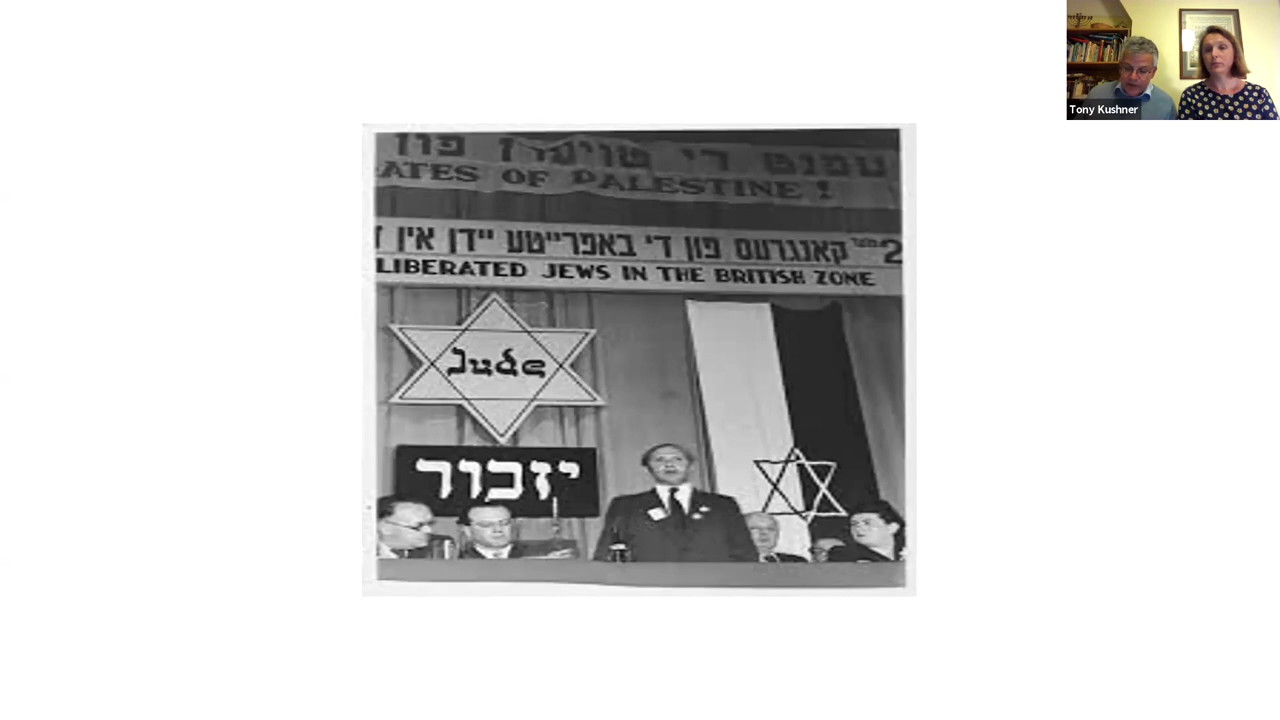 Tony Kushner
עפנט די טויערן פון
ATES OF PALESTINE !
2טער קאנגרעס פון די באפרייטע יידן אין
LIBERATED JEWS IN THE BRITISH ZONE
Jude
יזכור